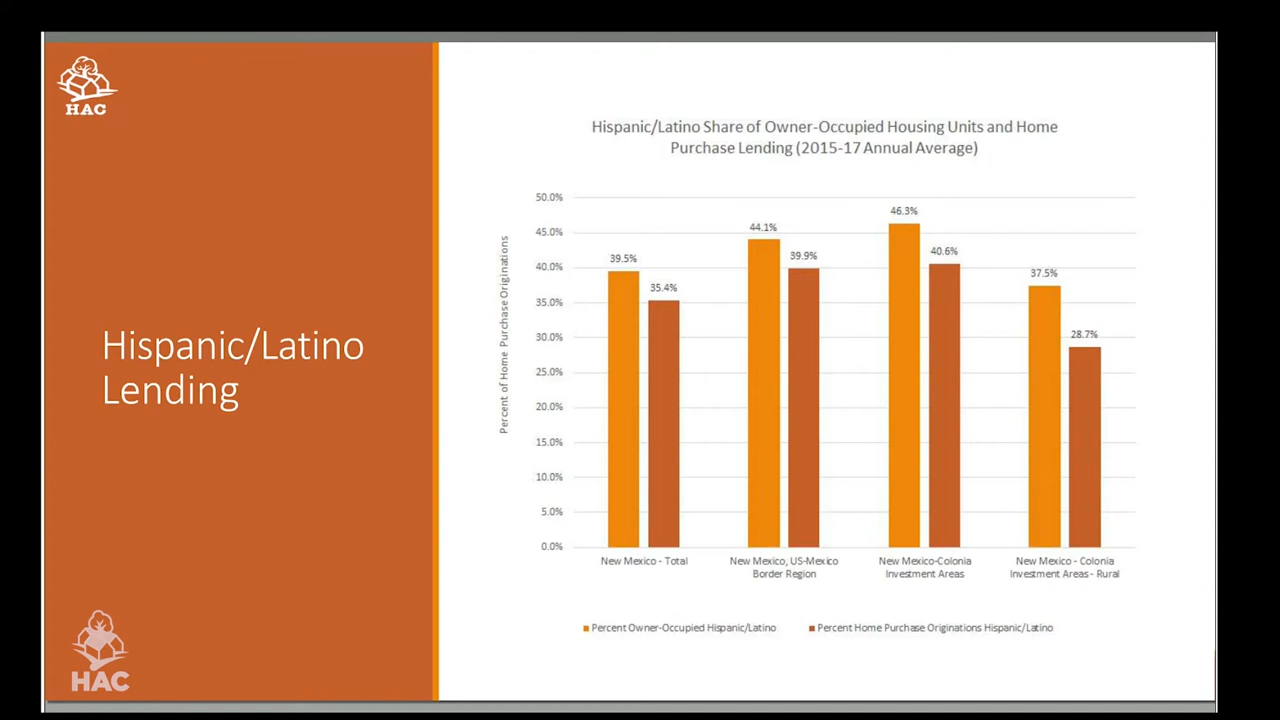 HAC
Hispanic/Latino
Lending
HAC
Hispanic/Latino Share of Owner-Occupied Housing Units and Home
Purchase Lending (2015-17 Annual Average)
Percent of Home Purchase Originations
50.0%
45.0%
40.0%
35.0%
30.0%
25.0%
20.0%
15.0%
10.0%
5.0%
0.0%
39.5%
35.4%
44.1%
39.9%
46.3%
40.6%
37.5%
28.7%
New Mexico - Total
New Mexico, US-Mexico
Border Region
New Mexico-Colonia
Investment Areas
New Mexico - Colonia
Investment Areas - Rural
Percent Owner-Occupied Hispanic/Latino
Percent Home Purchase Originations Hispanic/Latino